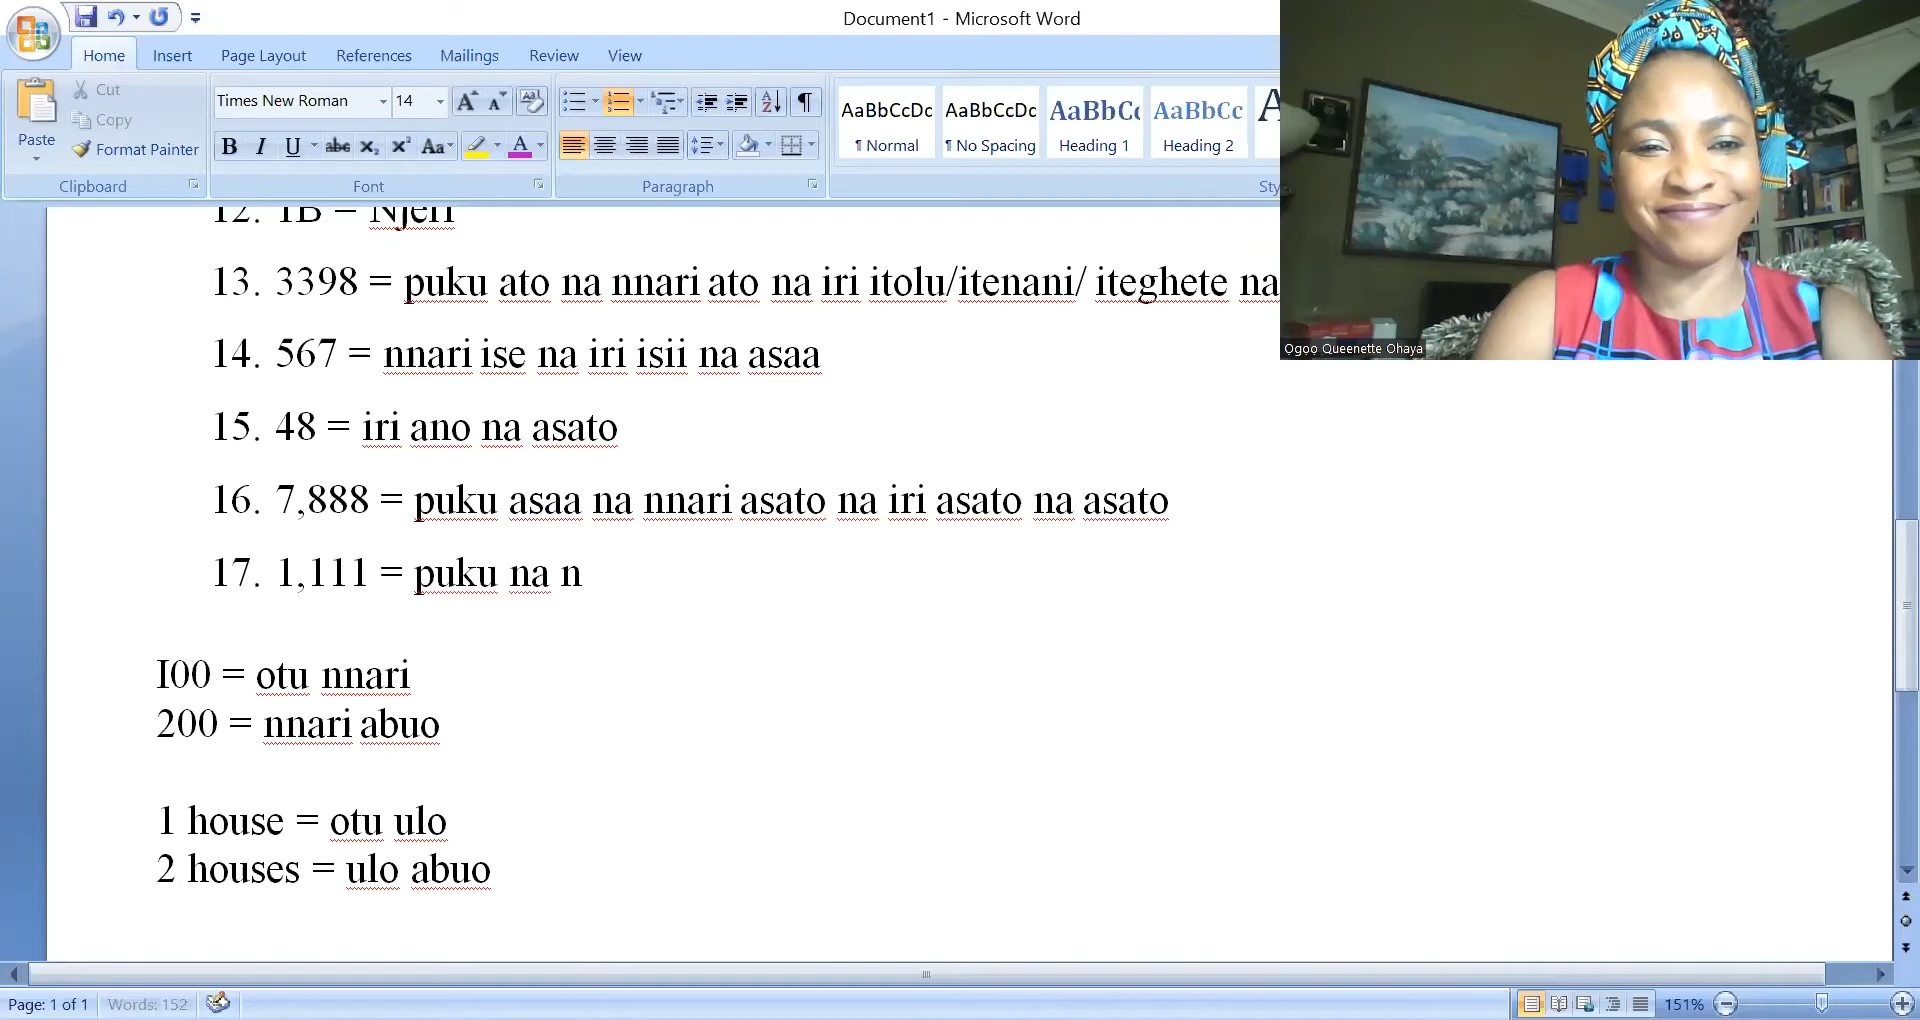 Document1 - Microsoft Word
Home Insert Page Layout References Mailings Review View
Paste
Cut
Copy
Format Painter
Clipboard
Times New Roman 14
Font
Paragraph
AaBbCcDc AaBbCcDc AaBbCc AaBbCc
¶ Normal ¶ No Spacing Heading 1 Heading 2
Sty
Ogoo Queenette Ohaya
12. 1B = Njeri
13. 3398 = puku ato na nnari ato na iri itolu/itenani/ iteghete na
14. 567 = nnari ise na iri isii na asaa
15. 48 = iri ano na asato
16. 7,888 = puku asaa na nnari asato na iri asato na asato
17. 1,111 = puku na n
I00 = otu nnari
200 = nnari abuo
1 house = otu ulo
2 houses = ulo abuo
Page: 1 of 1 Words: 152 151%